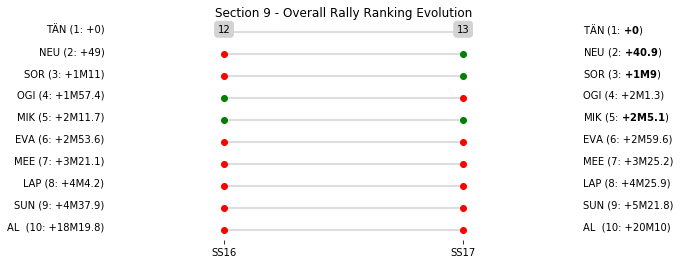 Section 9 - Overall Rally Ranking Evolution
TÄN (1: +0) 12 13 TÄN (1: +0)
NEU (2: +49) NEU (2: +40.9)
SOR (3: +1M11) SOR (3: +1M9)
OGI (4: +1M57.4) OGI (4: +2M1.3)
MIK (5: +2M11.7) MIK (5: +2M5.1)
EVA (6: +2M53.6) EVA (6: +2M59.6)
MEE (7: +3M21.1) MEE (7: +3M25.2)
LAP (8: +4M4.2) LAP (8: +4M25.9)
SUN (9: +4M37.9) SUN (9: +5M21.8)
AL  (10: +18M19.8) AL  (10: +20M10)
SS16 SS17